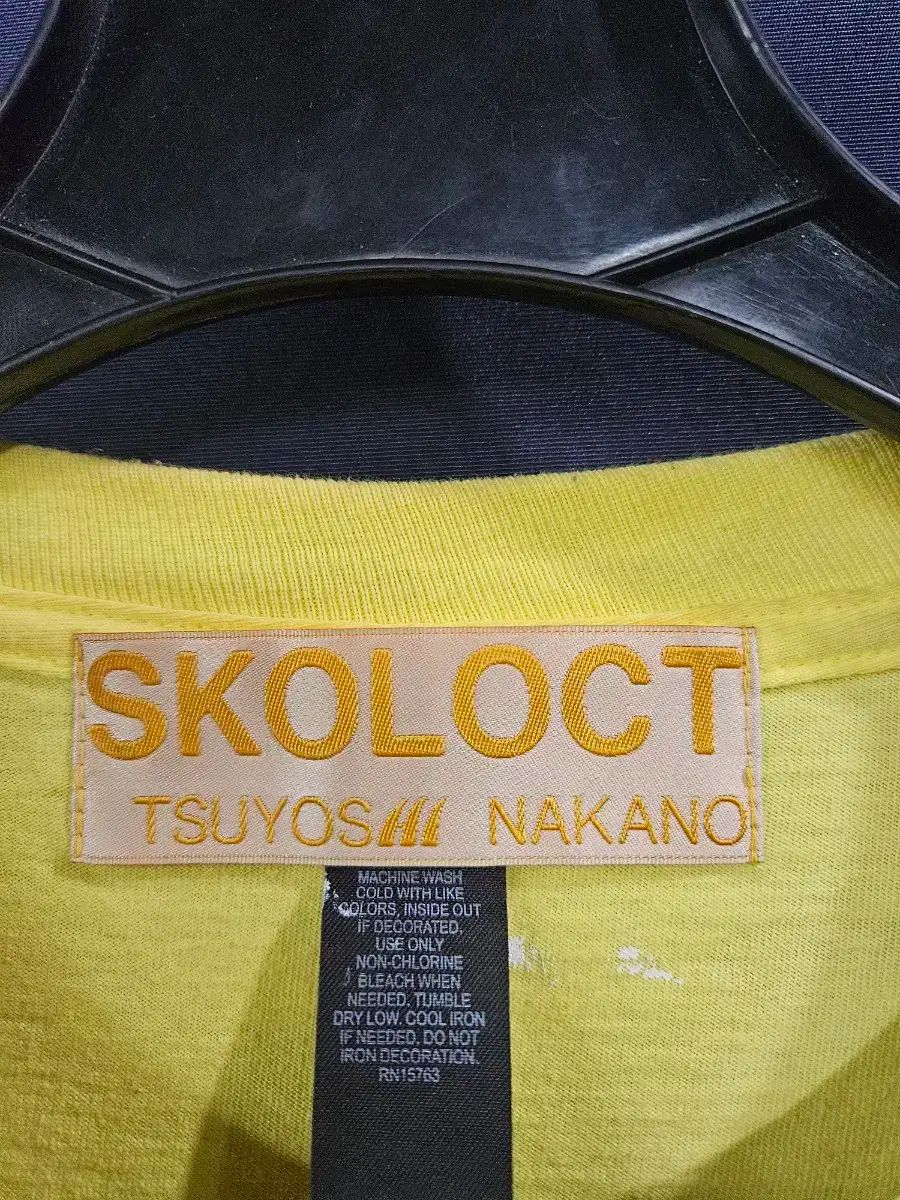 SKOLOCT
TSUYOSHI NAKANO
MACHINE WASH
COLD WITH LIKE
COLORS, INSIDE OUT
IF DECORATED.
USE ONLY
NON-CHLORINE
BLEACH WHEN
NEEDED. TUMBLE
DRY LOW. COOL IRON
IF NEEDED. DO NOT
IRON DECORATION.
RN15763